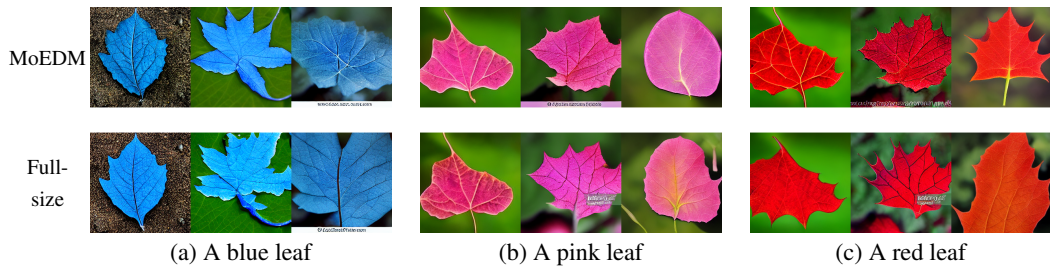 MoEDM
Full-
size
(a) A blue leaf
(b) A pink leaf
(c) A red leaf